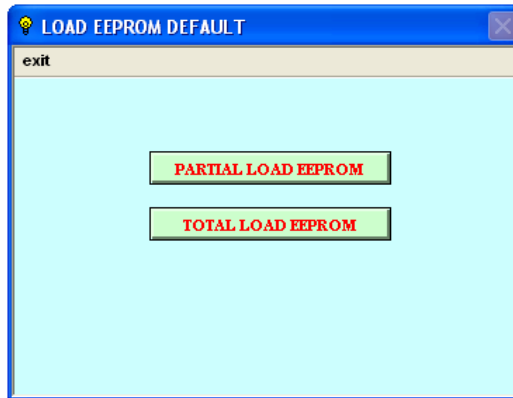 LOAD EEPROM DEFAULT
exit
PARTIAL LOAD EEPROM
TOTAL LOAD EEPROM